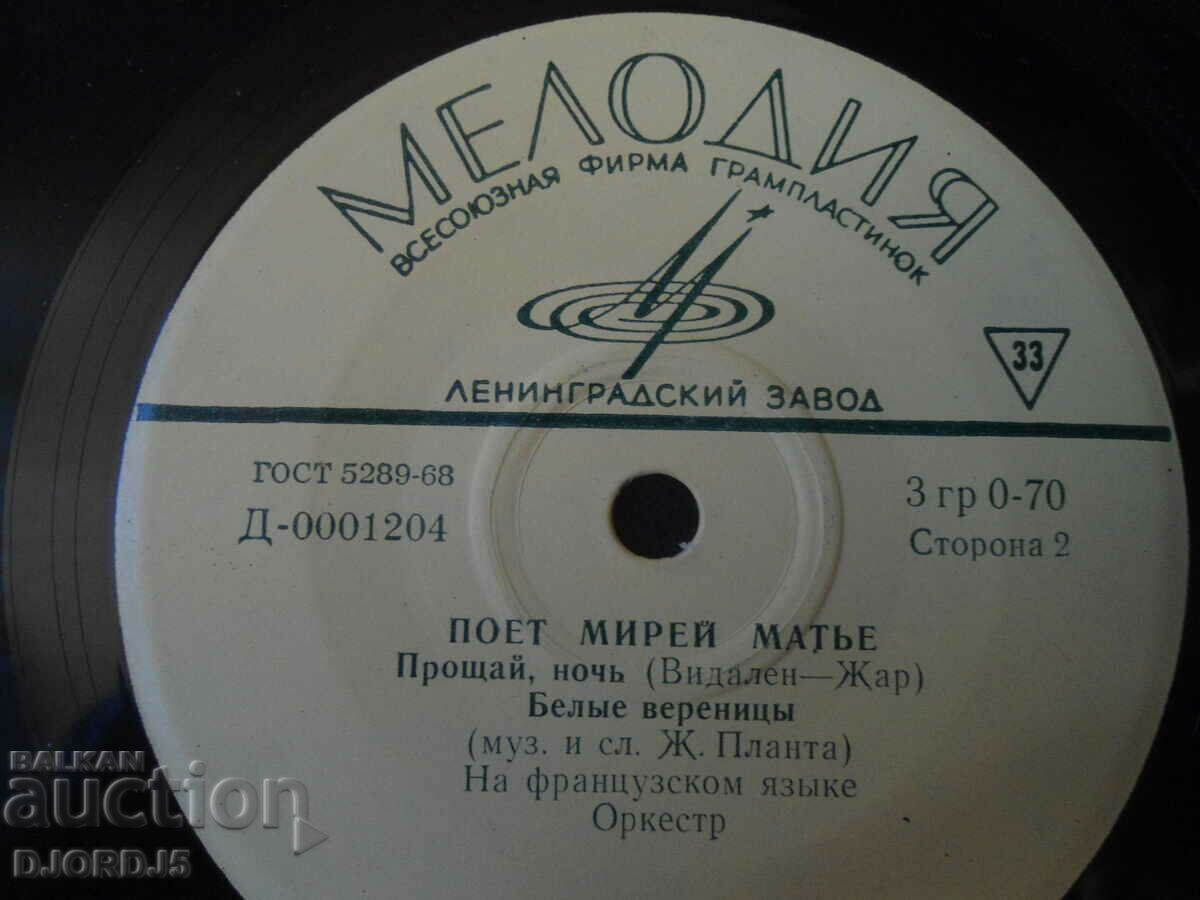 МЕЛОДИЯ
ВСЕСОЮЗНАЯ ФИРМА ГРАМПЛАСТИНОК
33
ЛЕНИНГРАДСКИЙ ЗАВОД
ГОСТ 5289-68
3 гр 0-70
Д-0001204
Сторона 2
ПОЕТ МИРЕЙ МАТЬЕ
Прощай, ночь (Видален—Жар)
Белые вереницы
(муз. и сл. Ж. Планта)
На французском языке
Оркестр
BALKAN
auction
DJORDJ5